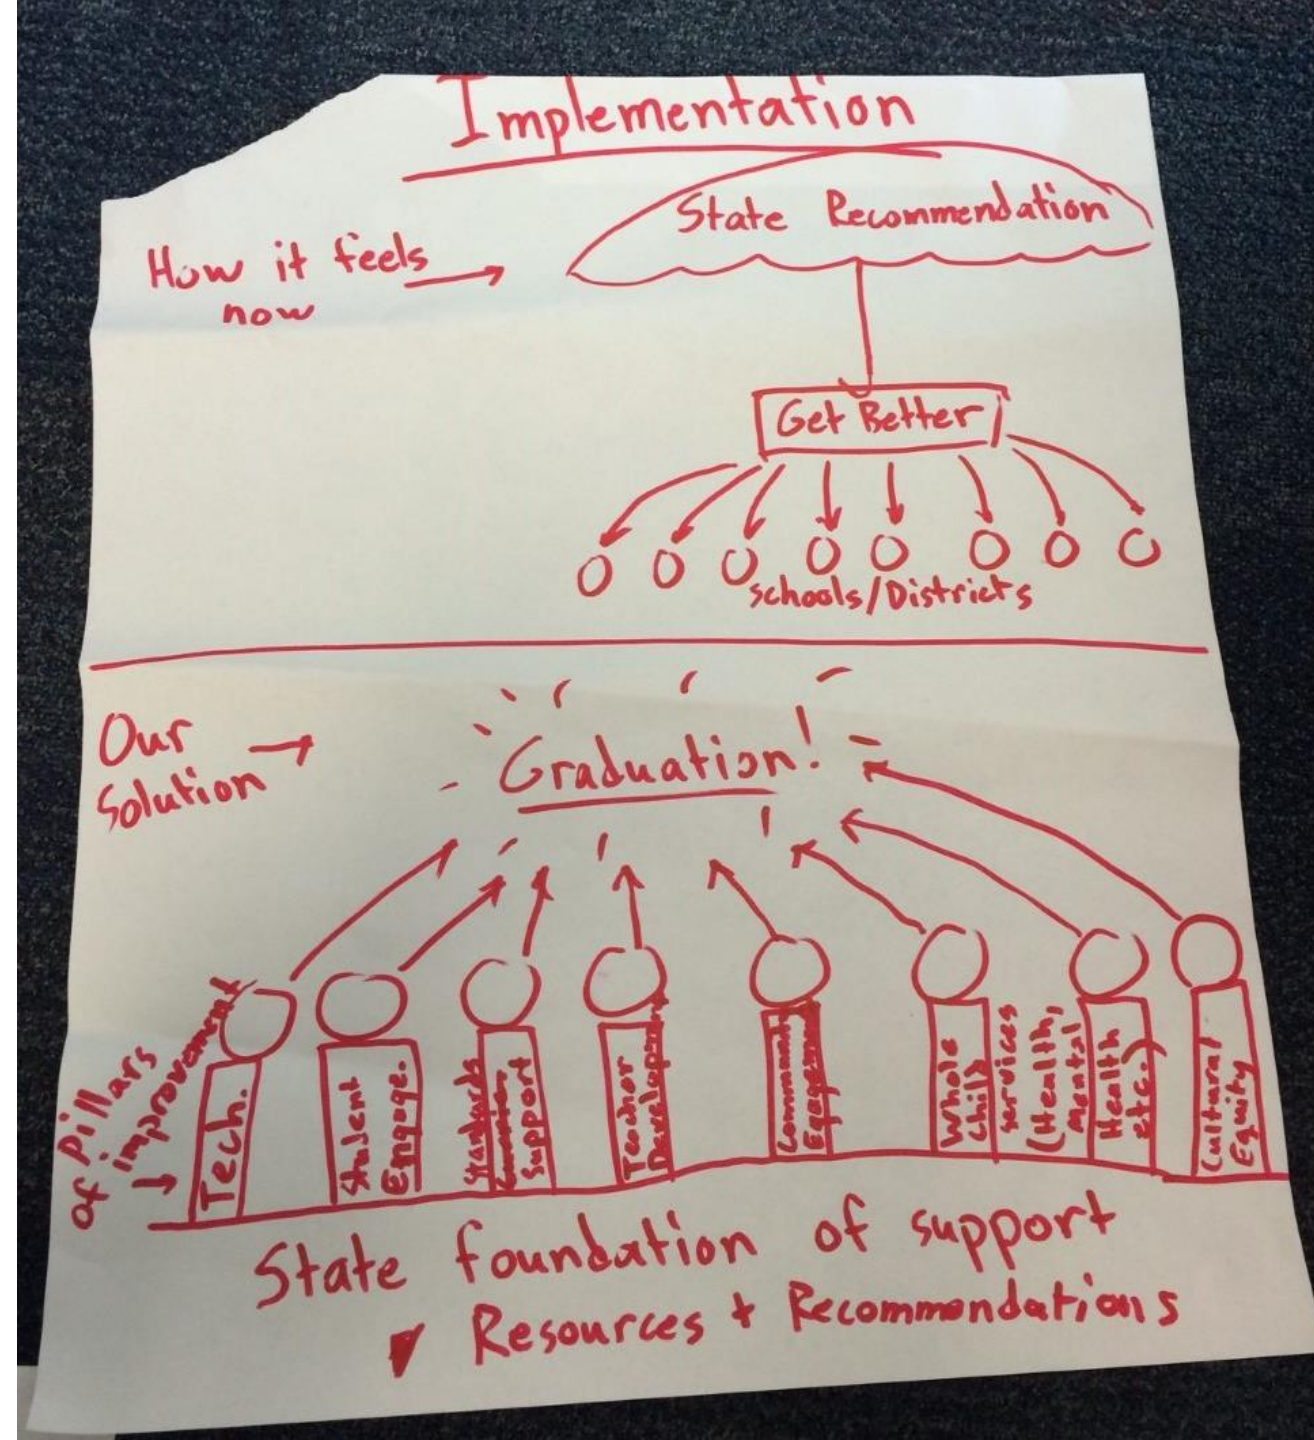 Implementation
State Recommendation
How it feels
now
Get Better
Schools/Districts
Our
Solution
Graduation!
Pillars
of improvement
Tech.
Student
Engage.
Standards
Support
Teacher
Development
Community
Engagement
Whole
Child
Services
(Health,
Mental
Health
etc.)
Cultural
Equity
State foundation of support
Resources + Recommendations